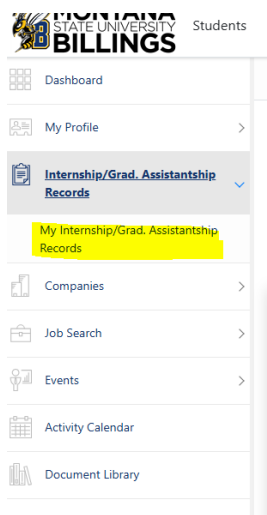 MONTANA
STATE UNIVERSITY
BILLINGS
Students
Dashboard
My Profile
Internship/Grad. Assistantship
Records
My Internship/Grad. Assistantship
Records
Companies
Job Search
Events
Activity Calendar
Document Library